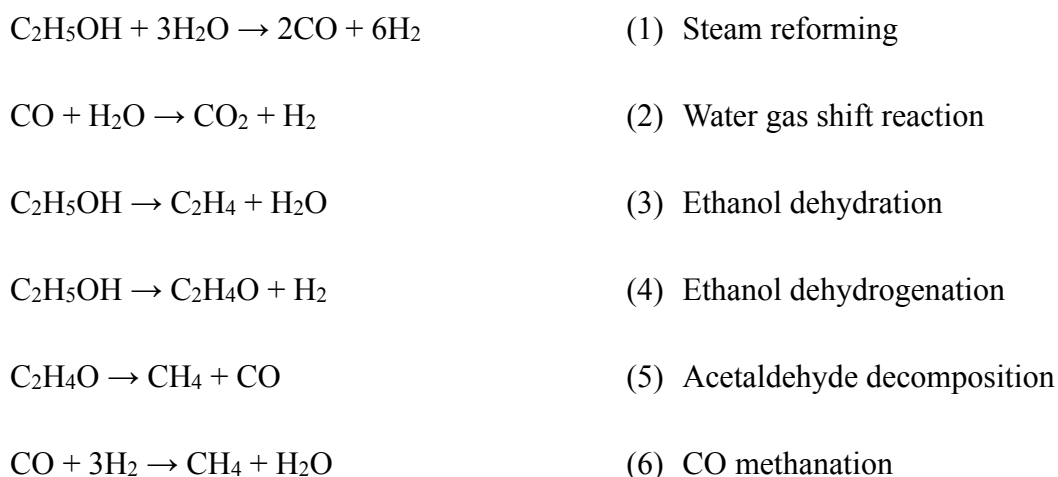 C₂H₅OH + 3H₂O → 2CO + 6H₂ (1) Steam reforming
CO + H₂O → CO₂ + H₂ (2) Water gas shift reaction
C₂H₅OH → C₂H₄ + H₂O (3) Ethanol dehydration
C₂H₅OH → C₂H₄O + H₂ (4) Ethanol dehydrogenation
C₂H₄O → CH₄ + CO (5) Acetaldehyde decomposition
CO + 3H₂ → CH₄ + H₂O (6) CO methanation